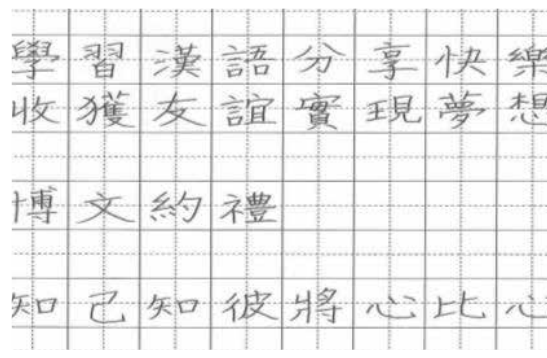 學習漢語分享快樂
收獲友誼實現夢想
博文約禮
知己知彼將心比心